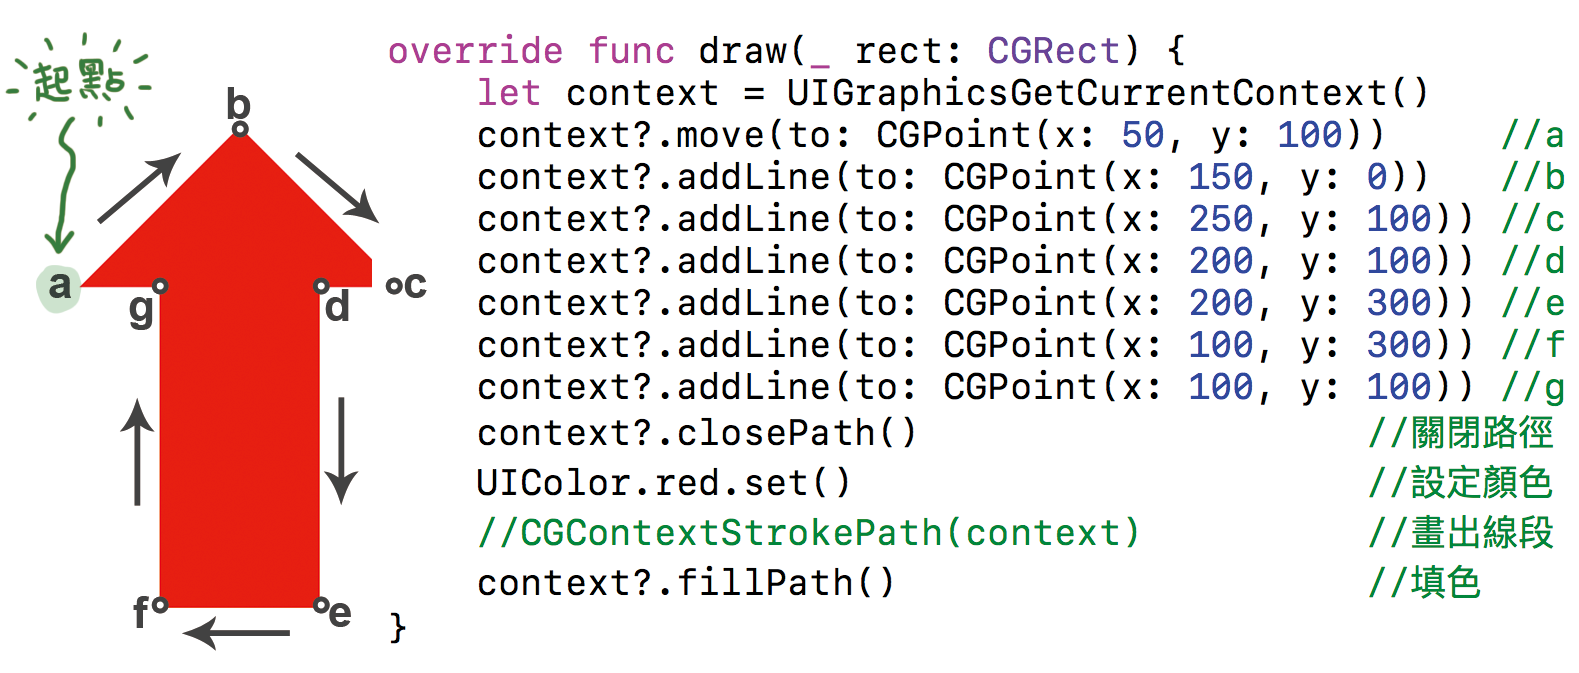 起點
b
a
g
d
c
f
e
override func draw(_ rect: CGRect) {
let context = UIGraphicsGetCurrentContext()
context?.move(to: CGPoint(x: 50, y: 100)) //a
context?.addLine(to: CGPoint(x: 150, y: 0)) //b
context?.addLine(to: CGPoint(x: 250, y: 100)) //c
context?.addLine(to: CGPoint(x: 200, y: 100)) //d
context?.addLine(to: CGPoint(x: 200, y: 300)) //e
context?.addLine(to: CGPoint(x: 100, y: 300)) //f
context?.addLine(to: CGPoint(x: 100, y: 100)) //g
context?.closePath() //關閉路徑
UIColor.red.set() //設定顏色
//CGContextStrokePath(context) //畫出線段
context?.fillPath() //填色
}